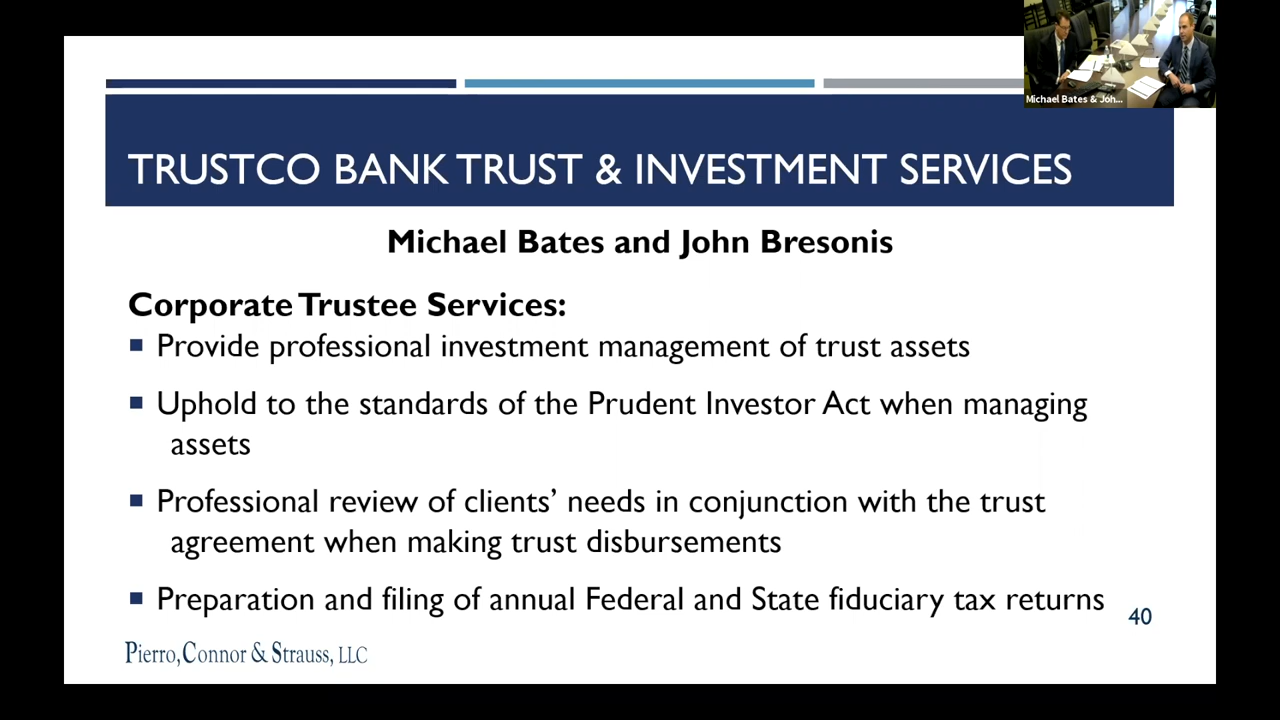 Michael Bates & Joh...
TRUSTCO BANK TRUST & INVESTMENT SERVICES
Michael Bates and John Bresonis
Corporate Trustee Services:
Provide professional investment management of trust assets
Uphold to the standards of the Prudent Investor Act when managing
assets
Professional review of clients’ needs in conjunction with the trust
agreement when making trust disbursements
Preparation and filing of annual Federal and State fiduciary tax returns
40
Pierro, Connor & Strauss, LLC